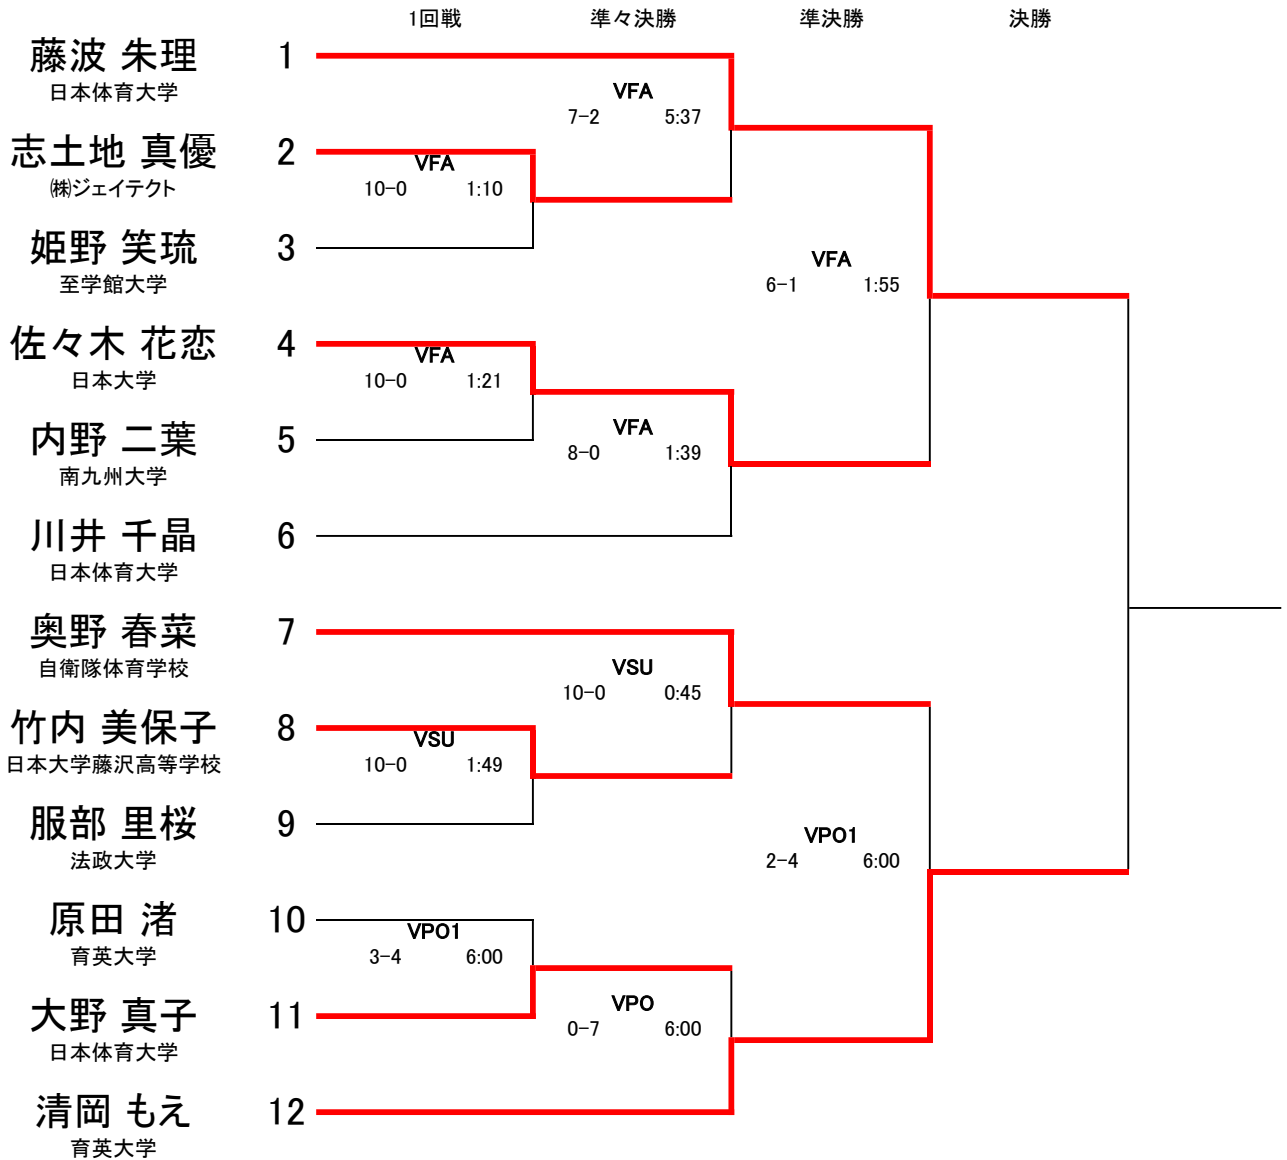 1回戦 準々決勝 準決勝 決勝
藤波 朱理 1
日本体育大学
VFA
7-2 5:37
志土地 真優 2
㈱ジェイテクト
VFA
10-0 1:10
姫野 笑琉 3
至学館大学
VFA
6-1 1:55
佐々木 花恋 4
日本大学
VFA
10-0 1:21
内野 二葉 5
南九州大学
VFA
8-0 1:39
川井 千晶 6
日本体育大学
奥野 春菜 7
自衛隊体育学校
VSU
10-0 0:45
竹内 美保子 8
日本大学藤沢高等学校
VSU
10-0 1:49
服部 里桜 9
法政大学
VPO1
2-4 6:00
原田 渚 10
育英大学
VPO1
3-4 6:00
大野 真子 11
日本体育大学
VPO
0-7 6:00
清岡 もえ 12
育英大学